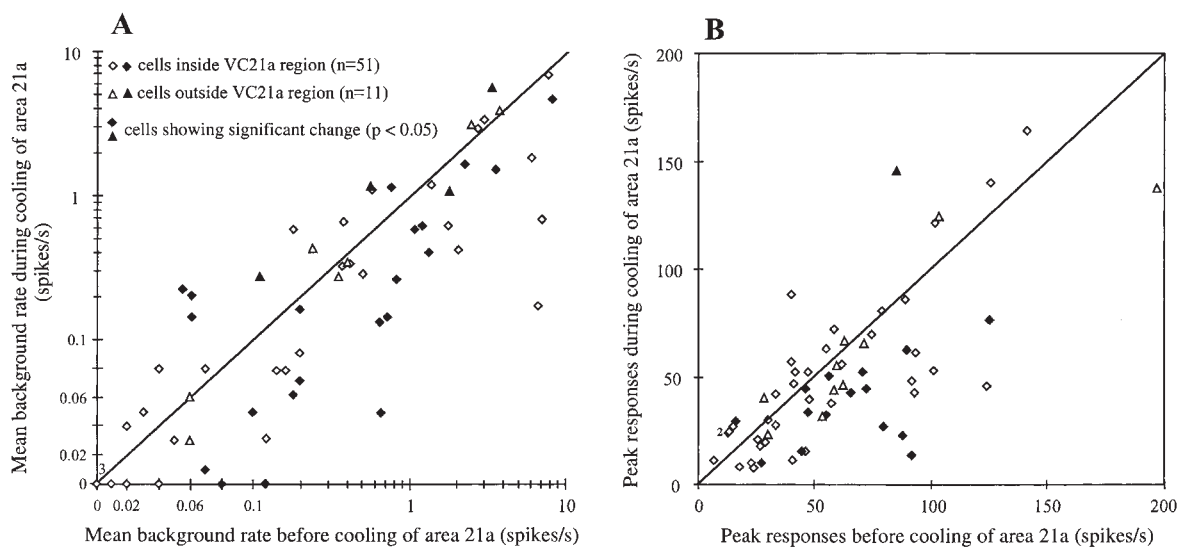 A
Mean background rate during cooling of area 21a
(spikes/s)
10
1
0.1
0.06
0.02
0
◇ ◆ cells inside VC21a region (n=51)
△ ▲ cells outside VC21a region (n=11)
◆ ▲ cells showing significant change (p < 0.05)
3
0 0.02 0.06 0.1 1 10
Mean background rate before cooling of area 21a (spikes/s)
B
Peak responses during cooling of area 21a (spikes/s)
200
150
100
50
0
2
0 50 100 150 200
Peak responses before cooling of area 21a (spikes/s)